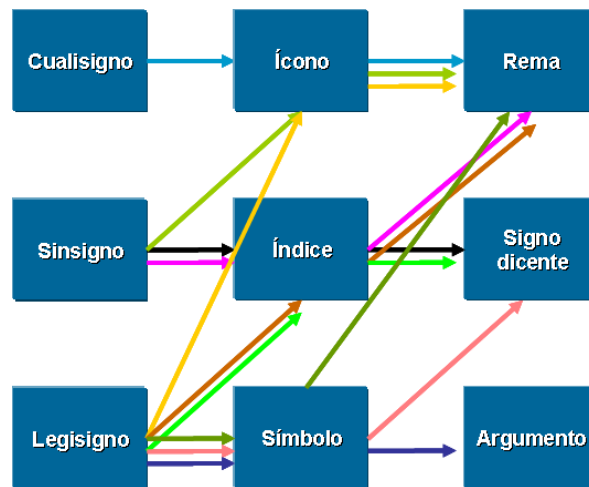 Cualisigno
Ícono
Rema
Sinsigno
Índice
Signo
dicente
Legisigno
Símbolo
Argumento